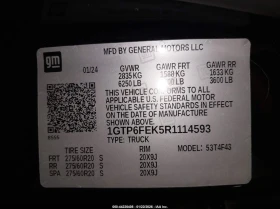 MFD BY GENERAL MOTORS LLC
gm
01/24
GVWR GAWR FRT GAWR RR
2835 KG 1588 KG 1633 KG
6250 LB LB 3600 LB
THIS VEHICLE CONFORMS TO ALL APPLICABLE
U.S. FEDERAL MOTOR VEHICLE
SAFETY STANDARDS IN EFFECT
ON THE DATE OF MANUFACTURE SHOWN ABOVE.
1GTP6FEK5R1114593
TYPE: TRUCK
TIRE SIZE RIM MODEL: 53T4F43
FRT 275/60R20 S 20X9J
RR 275/60R20 S 20X9J
SPA 275/60R20 S 20X9J